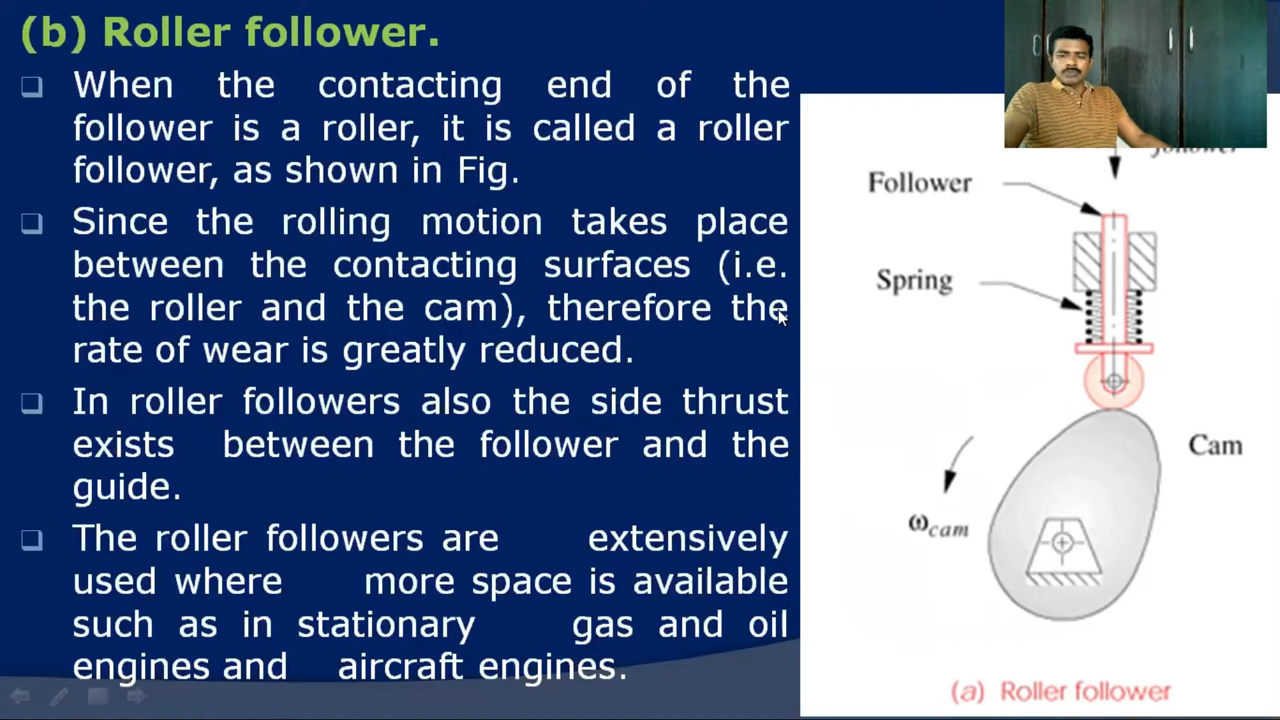 (b) Roller follower.
When the contacting end of the
follower is a roller, it is called a roller
follower, as shown in Fig.
Since the rolling motion takes place
between the contacting surfaces (i.e.
the roller and the cam), therefore the
rate of wear is greatly reduced.
In roller followers also the side thrust
exists between the follower and the
guide.
The roller followers are extensively
used where more space is available
such as in stationary gas and oil
engines and aircraft engines.
Follower
Spring
Cam
ωcam
(a) Roller follower